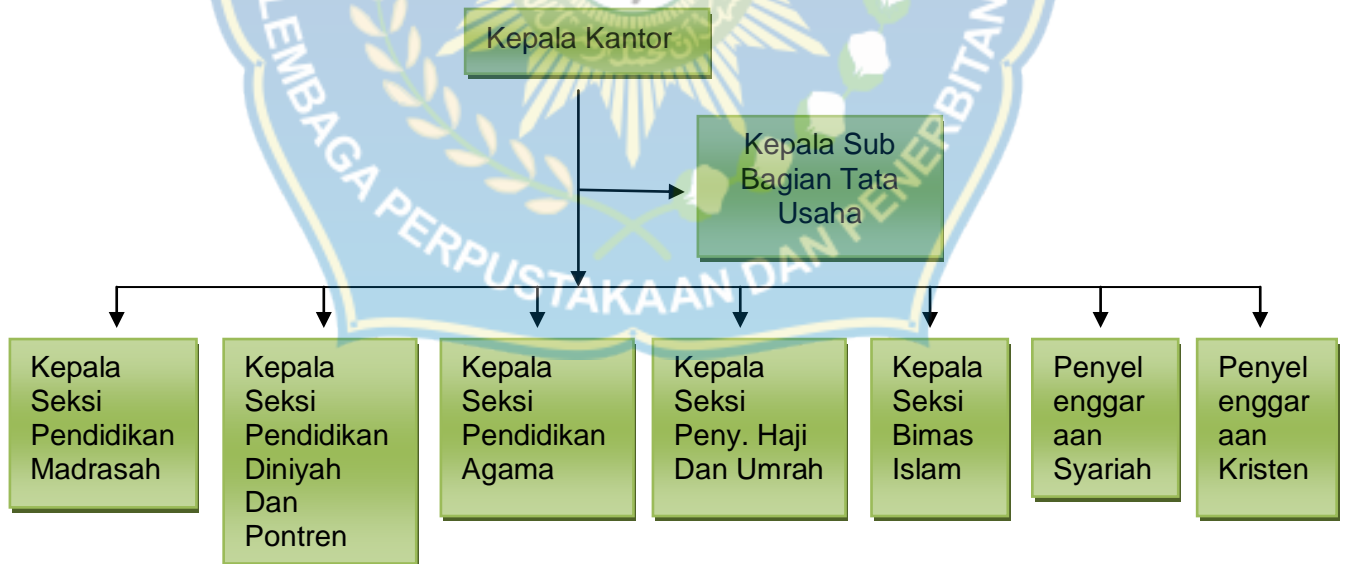 Kepala Kantor
Kepala Sub
Bagian Tata
Usaha
LEMBAGA PERPUSTAKAAN DAN PENERBITAN
Kepala
Seksi
Pendidikan
Madrasah
Kepala
Seksi
Pendidikan
Diniyah
Dan
Pontren
Kepala
Seksi
Pendidikan
Agama
Kepala
Seksi
Peny. Haji
Dan Umrah
Kepala
Seksi
Bimas
Islam
Penyel
enggar
aan
Syariah
Penyel
enggar
aan
Kristen